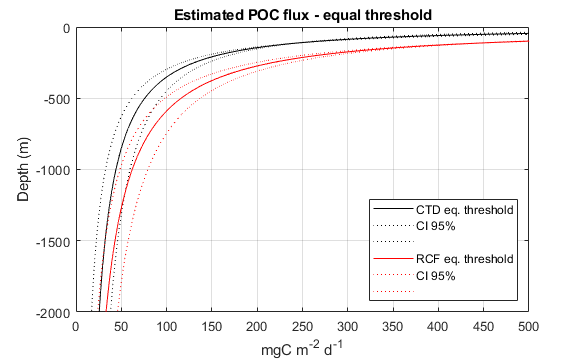 Estimated POC flux - equal threshold
0
-500
-1000
-1500
-2000
Depth (m)
CTD eq. threshold
CI 95%
RCF eq. threshold
CI 95%
0 50 100 150 200 250 300 350 400 450 500
mgC m-2 d-1